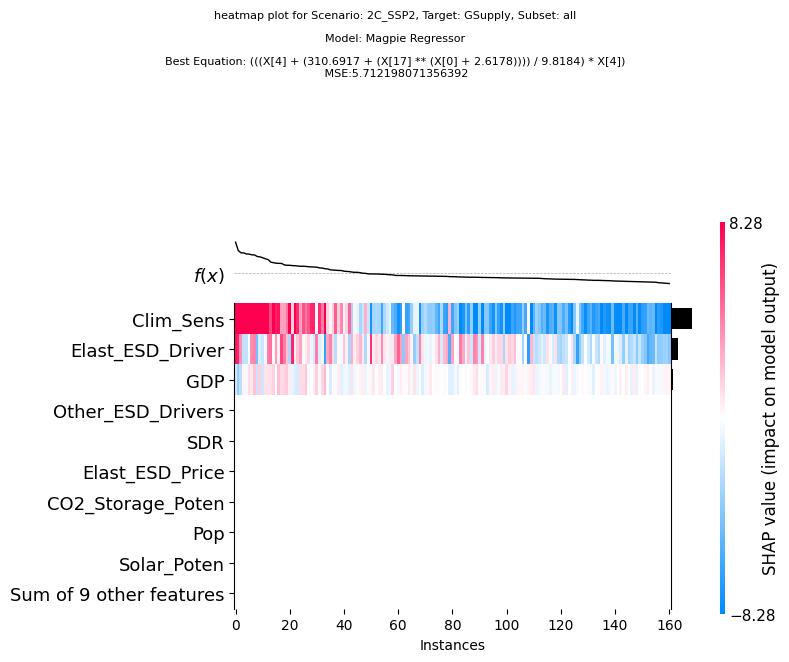 heatmap plot for Scenario: 2C_SSP2, Target: GSupply, Subset: all
Model: Magpie Regressor
Best Equation: (((X[4] + (310.6917 + (X[17] ** (X[0] + 2.6178)))) / 9.8184) * X[4])
MSE:5.712198071356392
8.28
f(x)
Clim_Sens
Elast_ESD_Driver
GDP
Other_ESD_Drivers
SDR
Elast_ESD_Price
CO2_Storage_Poten
Pop
Solar_Poten
Sum of 9 other features
SHAP value (impact on model output)
−8.28
0 20 40 60 80 100 120 140 160
Instances